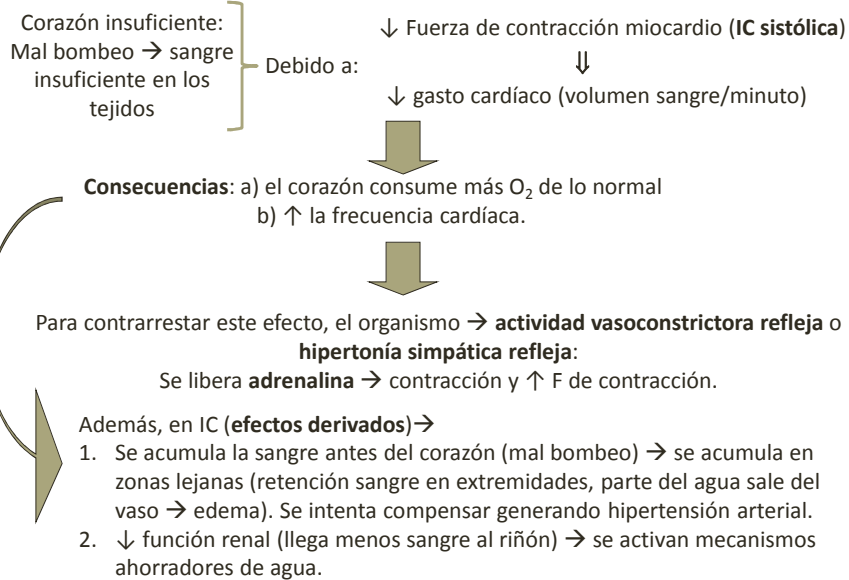 Corazón insuficiente:
Mal bombeo → sangre
insuficiente en los
tejidos
Debido a:
↓ Fuerza de contracción miocardio (IC sistólica)
⇓
↓ gasto cardíaco (volumen sangre/minuto)
Consecuencias: a) el corazón consume más O₂ de lo normal
b) ↑ la frecuencia cardíaca.
Para contrarrestar este efecto, el organismo → actividad vasoconstrictora refleja o
hipertonía simpática refleja:
Se libera adrenalina → contracción y ↑ F de contracción.
Además, en IC (efectos derivados)→
1. Se acumula la sangre antes del corazón (mal bombeo) → se acumula en
zonas lejanas (retención sangre en extremidades, parte del agua sale del
vaso → edema). Se intenta compensar generando hipertensión arterial.
2. ↓ función renal (llega menos sangre al riñón) → se activan mecanismos
ahorradores de agua.